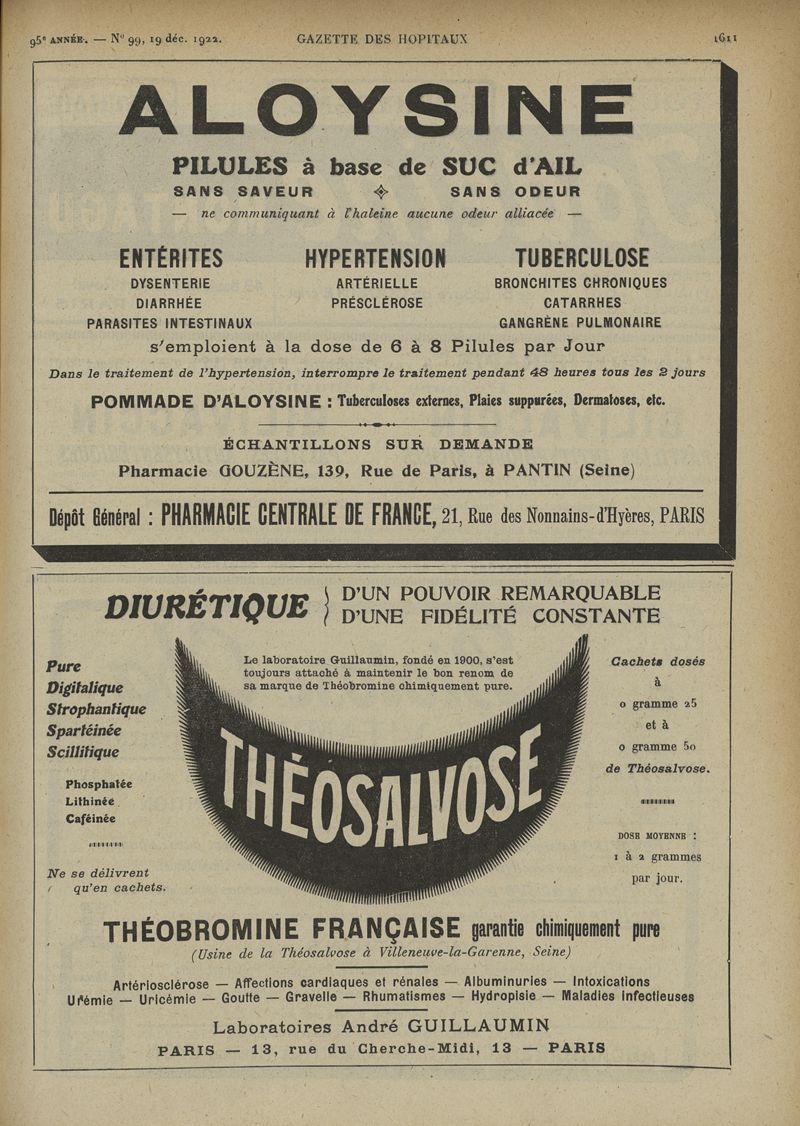 95e ANNÉE. — No 99, 19 déc. 1922.
GAZETTE DES HOPITAUX
1611
ALOYSINE
PILULES à base de SUC d'AIL
SANS SAVEUR SANS ODEUR
— ne communiquant à l'haleine aucune odeur alliacée —
ENTÉRITES
DYSENTERIE
DIARRHÉE
PARASITES INTESTINAUX
HYPERTENSION
ARTÉRIELLE
PRÉSCLÉROSE
TUBERCULOSE
BRONCHITES CHRONIQUES
CATARRHES
GANGRÈNE PULMONAIRE
s'emploient à la dose de 6 à 8 Pilules par Jour
Dans le traitement de l'hypertension, interrompre le traitement pendant 48 heures tous les 2 jours
POMMADE D'ALOYSINE : Tuberculoses externes, Plaies suppurées, Dermatoses, etc.
ÉCHANTILLONS SUR DEMANDE
Pharmacie GOUZÈNE, 139, Rue de Paris, à PANTIN (Seine)
Dépôt Général : PHARMACIE CENTRALE DE FRANCE, 21, Rue des Nonnains-d'Hyères, PARIS
DIURÉTIQUE } D'UN POUVOIR REMARQUABLE
D'UNE FIDÉLITÉ CONSTANTE
Le laboratoire Guillaumin, fondé en 1900, s'est
toujours attaché à maintenir le bon renom de
sa marque de Théobromine chimiquement pure.
Pure
Digitalique
Strophantique
Spartéinée
Scillitique
Phosphatée
Lithinée
Caféinée
Ne se délivrent
qu'en cachets.
THÉOSALVOSE
Cachets dosés
à
0 gramme 25
et à
0 gramme 50
de Théosalvose.
DOSE MOYENNE :
1 à 2 grammes
par jour.
THÉOBROMINE FRANÇAISE garantie chimiquement pure
(Usine de la Théosalvose à Villeneuve-la-Garenne, Seine)
Artériosclérose — Affections cardiaques et rénales — Albuminuries — Intoxications
Urémie — Uricémie — Goutte — Gravelle — Rhumatismes — Hydropisie — Maladies infectieuses
Laboratoires André GUILLAUMIN
PARIS — 13, rue du Cherche-Midi, 13 — PARIS